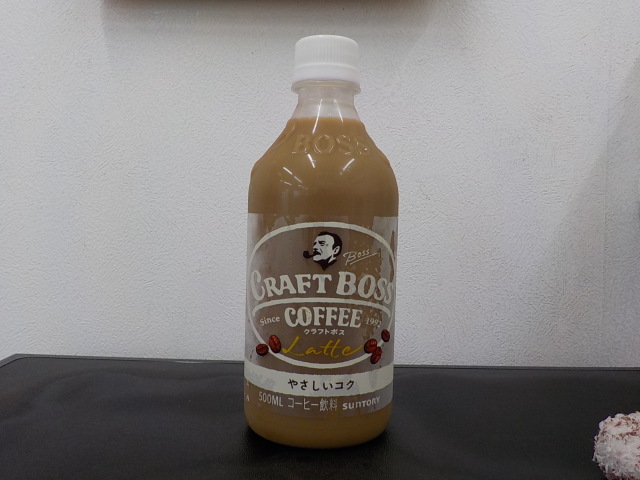 BOSS
Boss
CRAFT BOSS
Since COFFEE 1992
クラフトボス
Latte
やさしいコク
500ML コーヒー飲料 SUNTORY